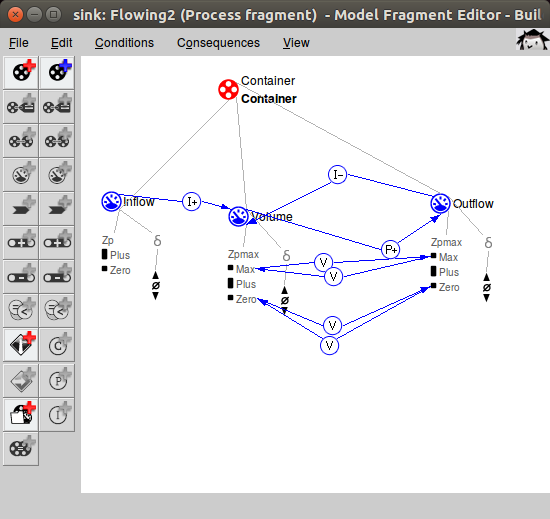 sink: Flowing2 (Process fragment) - Model Fragment Editor - Buil
File Edit Conditions Consequences View
Container
Container
I−
Inflow I+ Volume Outflow
P+
Zp δ Zpmax δ Zpmax δ
Plus Max V Max
Zero V Plus
Plus Zero
Zero
V
V
C
P
I